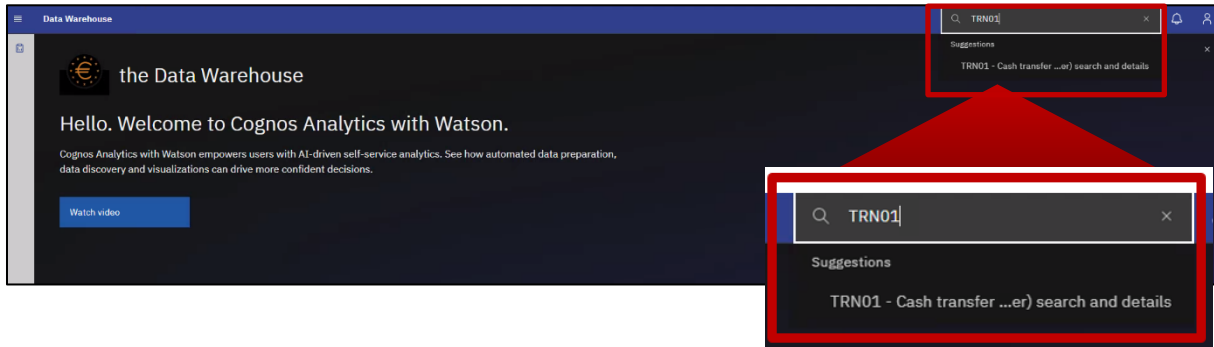 Data Warehouse
TRN01
Suggestions
TRN01 - Cash transfer ...er) search and details
the Data Warehouse
Hello. Welcome to Cognos Analytics with Watson.
Cognos Analytics with Watson empowers users with AI-driven self-service analytics. See how automated data preparation,
data discovery and visualizations can drive more confident decisions.
Watch video
TRN01
Suggestions
TRN01 - Cash transfer ...er) search and details